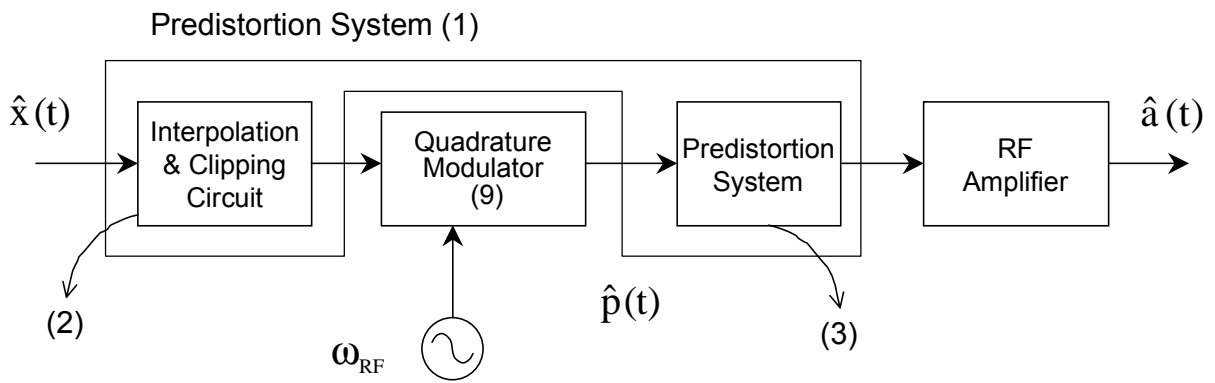 Predistortion System (1)
x̂(t)
Interpolation
& Clipping
Circuit
Quadrature
Modulator
(9)
Predistortion
System
RF
Amplifier
â(t)
(2)
ω_RF
p̂(t)
(3)